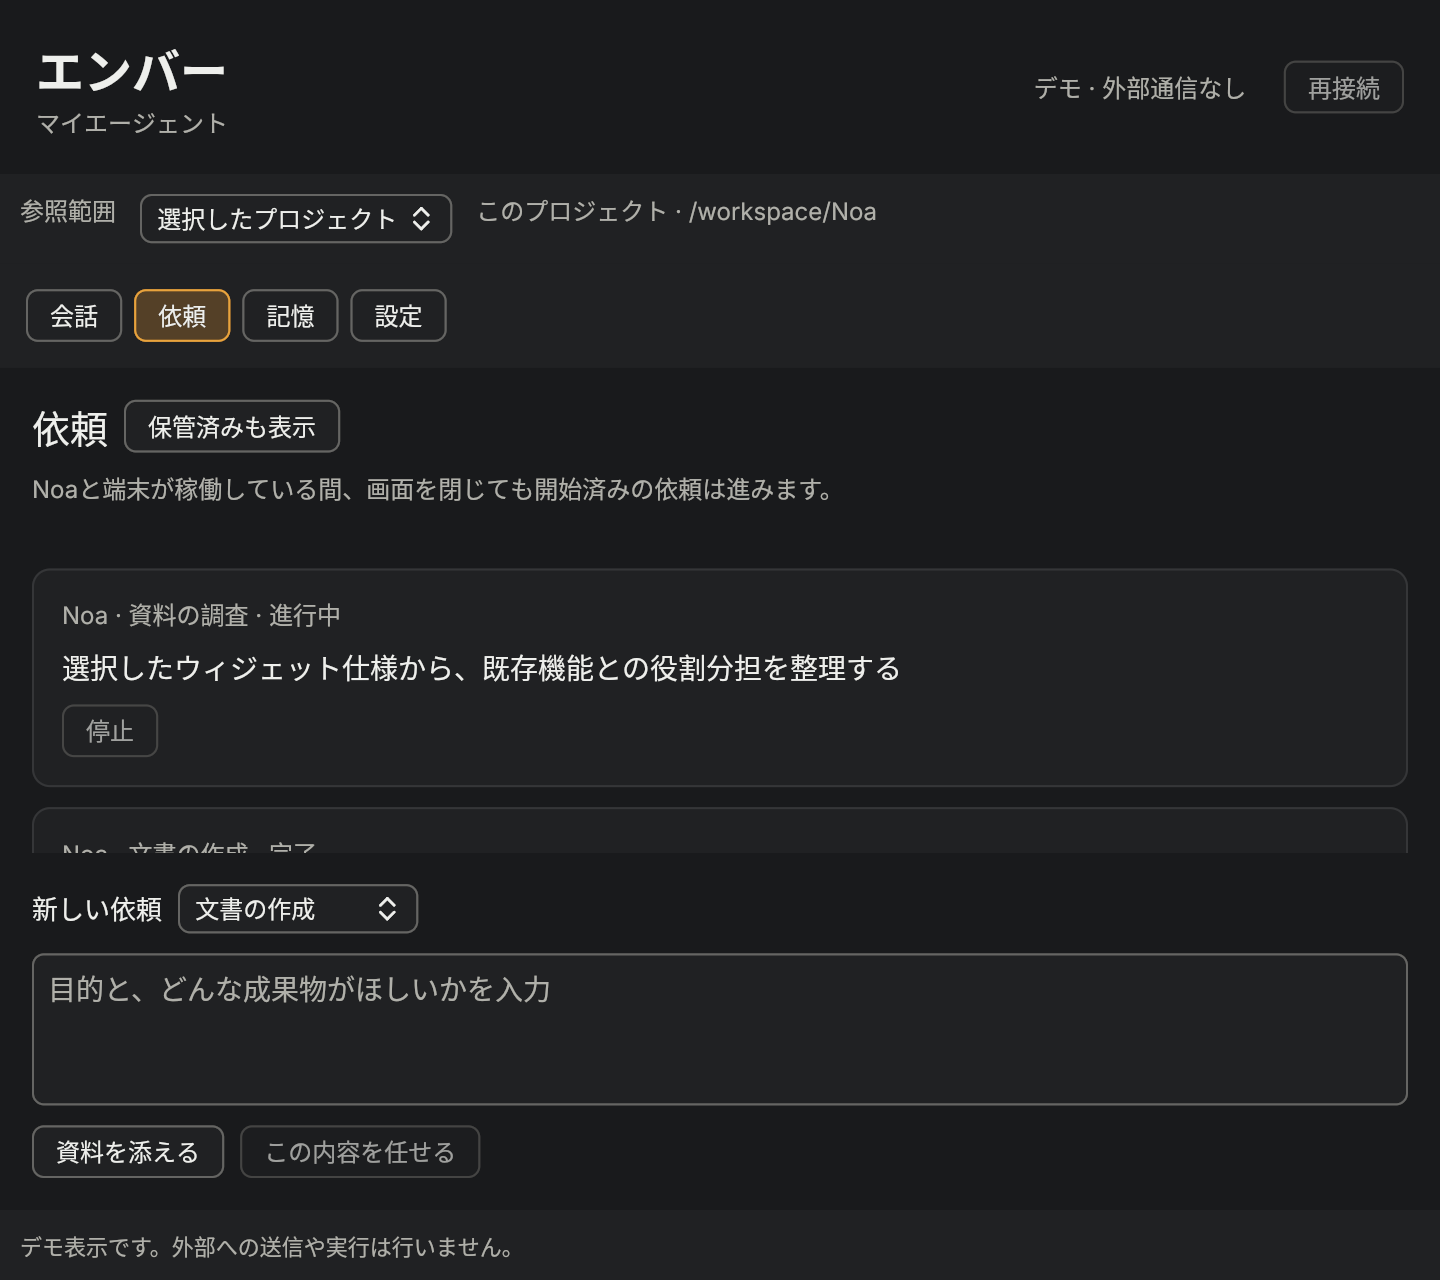 エンバー
マイエージェント
デモ · 外部通信なし
再接続
参照範囲
選択したプロジェクト
このプロジェクト · /workspace/Noa
会話
依頼
記憶
設定
依頼
保管済みも表示
Noaと端末が稼働している間、画面を閉じても開始済みの依頼は進みます。
Noa · 資料の調査 · 進行中
選択したウィジェット仕様から、既存機能との役割分担を整理する
停止
Noa · 文書の作成 · 完了
新しい依頼
文書の作成
目的と、どんな成果物がほしいかを入力
資料を添える
この内容を任せる
デモ表示です。外部への送信や実行は行いません。